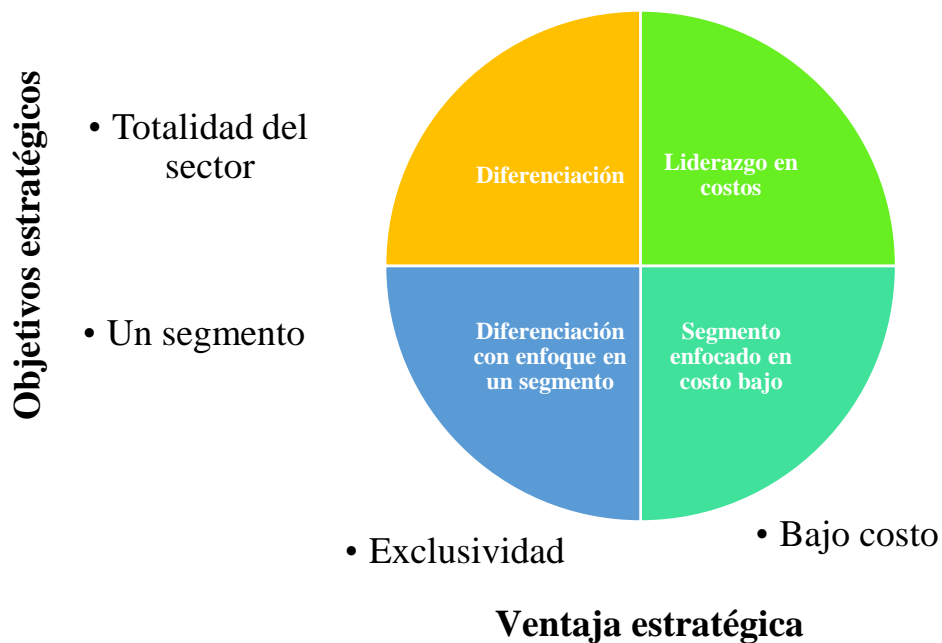 Objetivos estratégicos
• Totalidad del
sector
Diferenciación
Liderazgo en
costos
• Un segmento
Diferenciación
con enfoque en
un segmento
Segmento
enfocado en
costo bajo
• Exclusividad
• Bajo costo
Ventaja estratégica